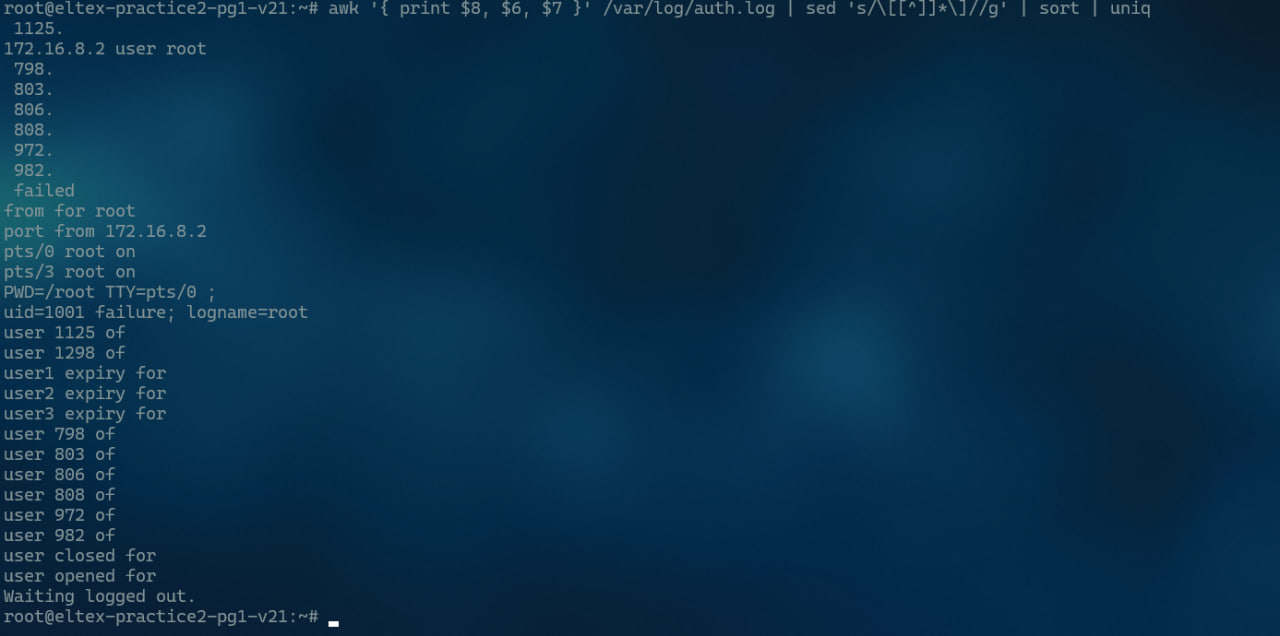 root@eltex-practice2-pg1-v21:~# awk '{ print $8, $6, $7 }' /var/log/auth.log | sed 's/\[[^]]*\]//g' | sort | uniq
 1125.
172.16.8.2 user root
 798.
 803.
 806.
 808.
 972.
 982.
 failed
from for root
port from 172.16.8.2
pts/0 root on
pts/3 root on
PWD=/root TTY=pts/0 ;
uid=1001 failure; logname=root
user 1125 of
user 1298 of
user1 expiry for
user2 expiry for
user3 expiry for
user 798 of
user 803 of
user 806 of
user 808 of
user 972 of
user 982 of
user closed for
user opened for
Waiting logged out.
root@eltex-practice2-pg1-v21:~#